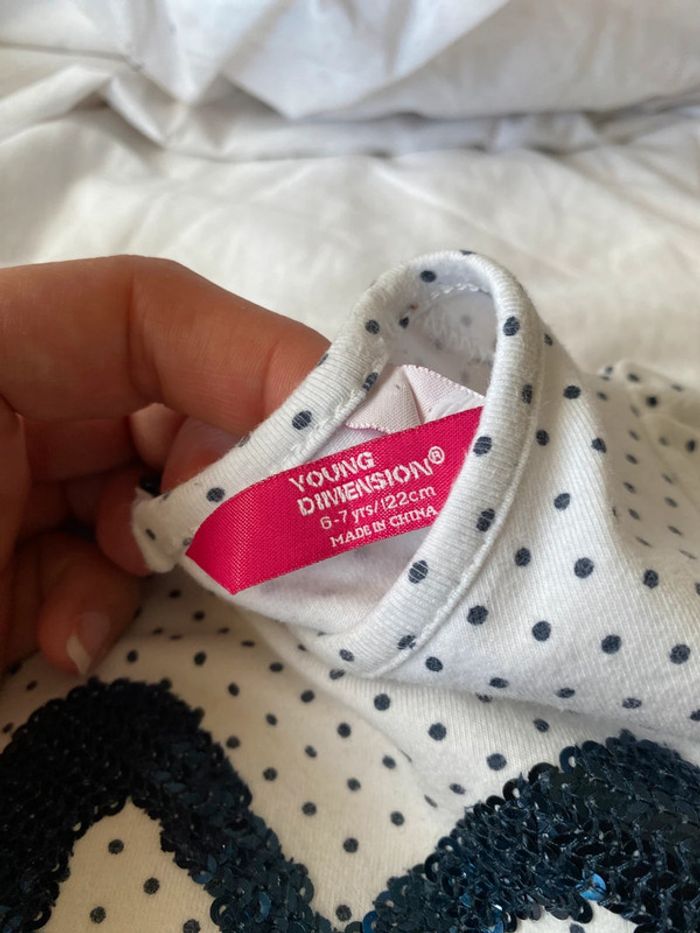 YOUNG
DIMENSION®
6-7 yrs/122cm
MADE IN CHINA